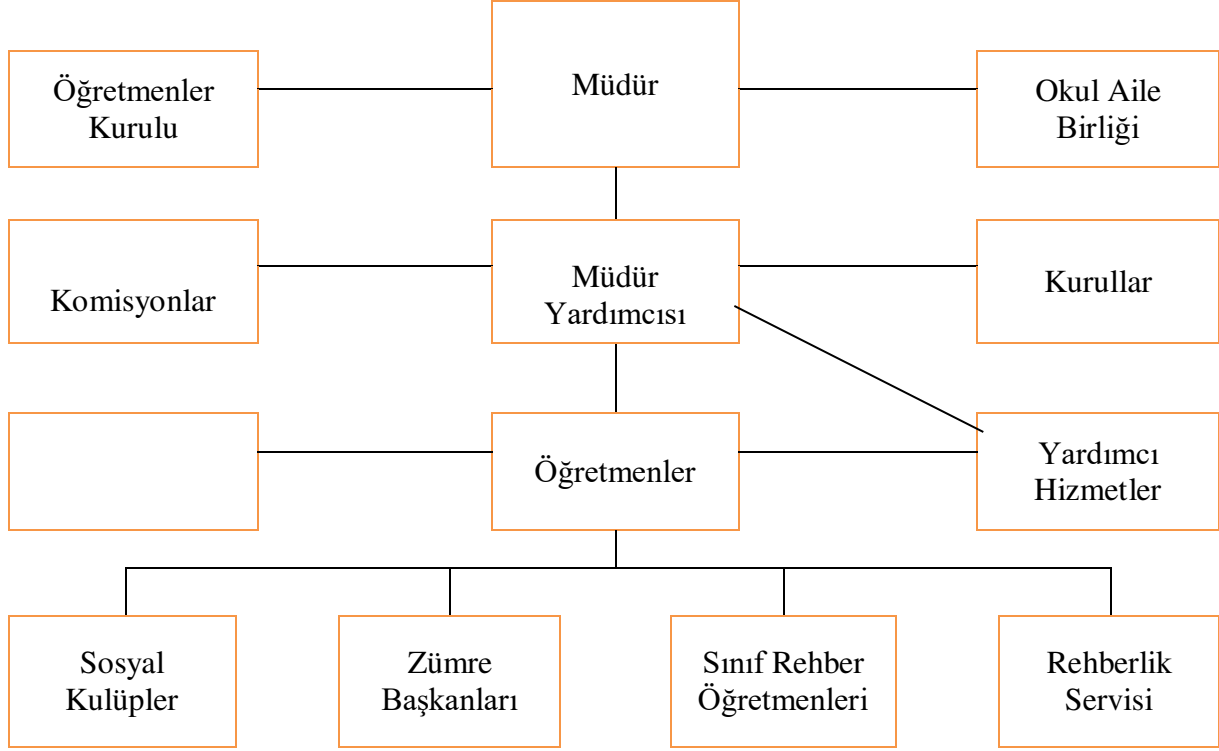 Öğretmenler
Kurulu
Müdür
Okul Aile
Birliği
Komisyonlar
Müdür
Yardımcısı
Kurullar
Öğretmenler
Yardımcı
Hizmetler
Sosyal
Kulüpler
Zümre
Başkanları
Sınıf Rehber
Öğretmenleri
Rehberlik
Servisi